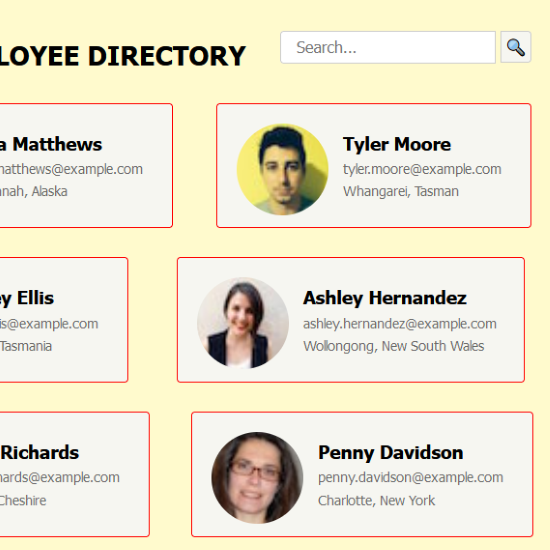 LOYEE DIRECTORY
Search...
a Matthews
matthews@example.com
nah, Alaska
Tyler Moore
tyler.moore@example.com
Whangarei, Tasman
y Ellis
is@example.com
Tasmania
Ashley Hernandez
ashley.hernandez@example.com
Wollongong, New South Wales
Richards
hards@example.com
Cheshire
Penny Davidson
penny.davidson@example.com
Charlotte, New York